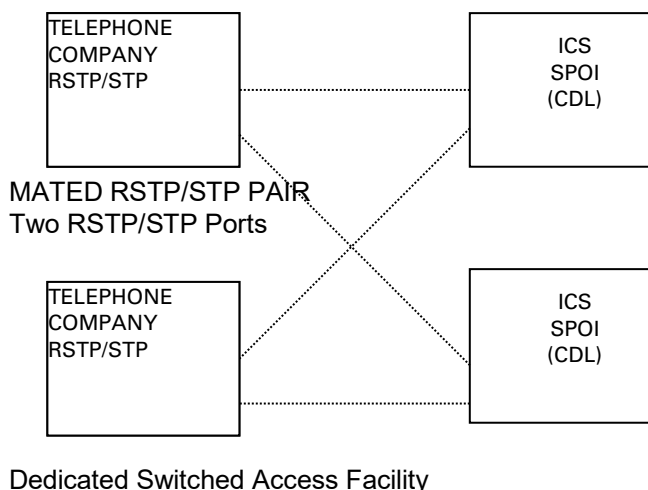 TELEPHONE
COMPANY
RSTP/STP
ICS
SPOI
(CDL)
MATED RSTP/STP PAIR
Two RSTP/STP Ports
TELEPHONE
COMPANY
RSTP/STP
ICS
SPOI
(CDL)
Dedicated Switched Access Facility